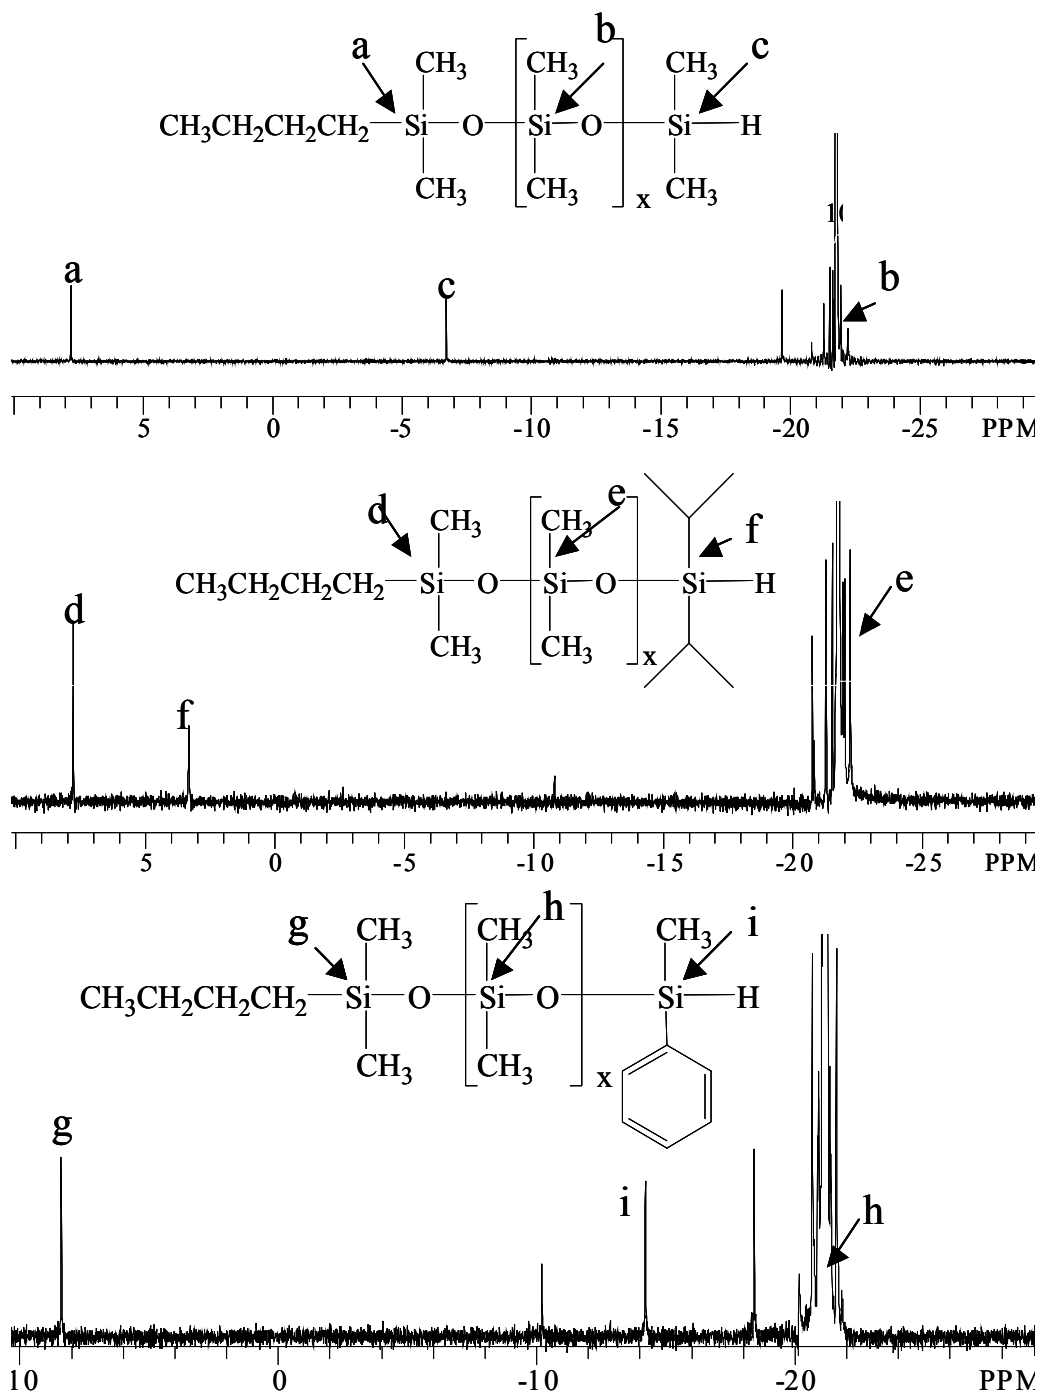 a b c
CH₃ CH₃ CH₃
CH₃CH₂CH₂CH₂ Si O Si O Si H
CH₃ CH₃ x CH₃
a c b
5 0 -5 -10 -15 -20 -25 PPM
d e f
CH₃ CH₃
CH₃CH₂CH₂CH₂ Si O Si O Si H
CH₃ CH₃ x
d f e
5 0 -5 -10 -15 -20 -25 PPM
g h i
CH₃ CH₃ CH₃
CH₃CH₂CH₂CH₂ Si O Si O Si H
CH₃ CH₃ x
g i h
10 0 -10 -20 PPM